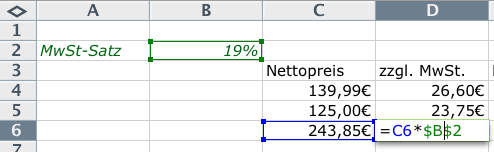 A B C D
1
2 MwSt-Satz 19%
3 Nettopreis zzgl. MwSt.
4 139,99€ 26,60€
5 125,00€ 23,75€
6 243,85€ =C6*$B$2